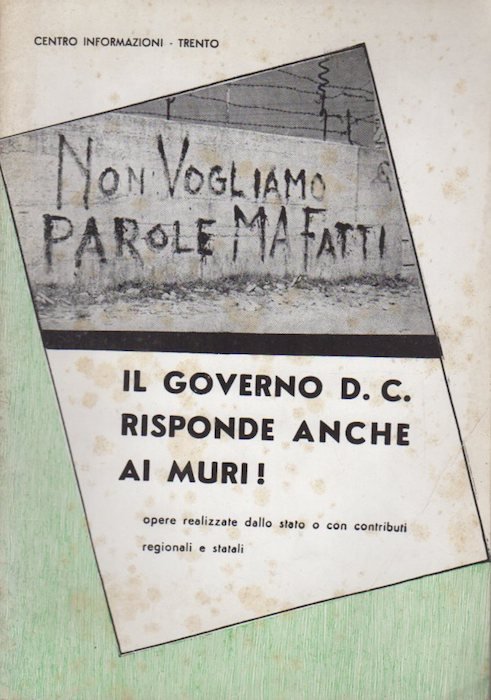 CENTRO INFORMAZIONI - TRENTO
NON VOGLIAMO
PAROLE MA FATTI
IL GOVERNO D. C.
RISPONDE ANCHE
AI MURI!
opere realizzate dallo stato o con contributi
regionali e statali